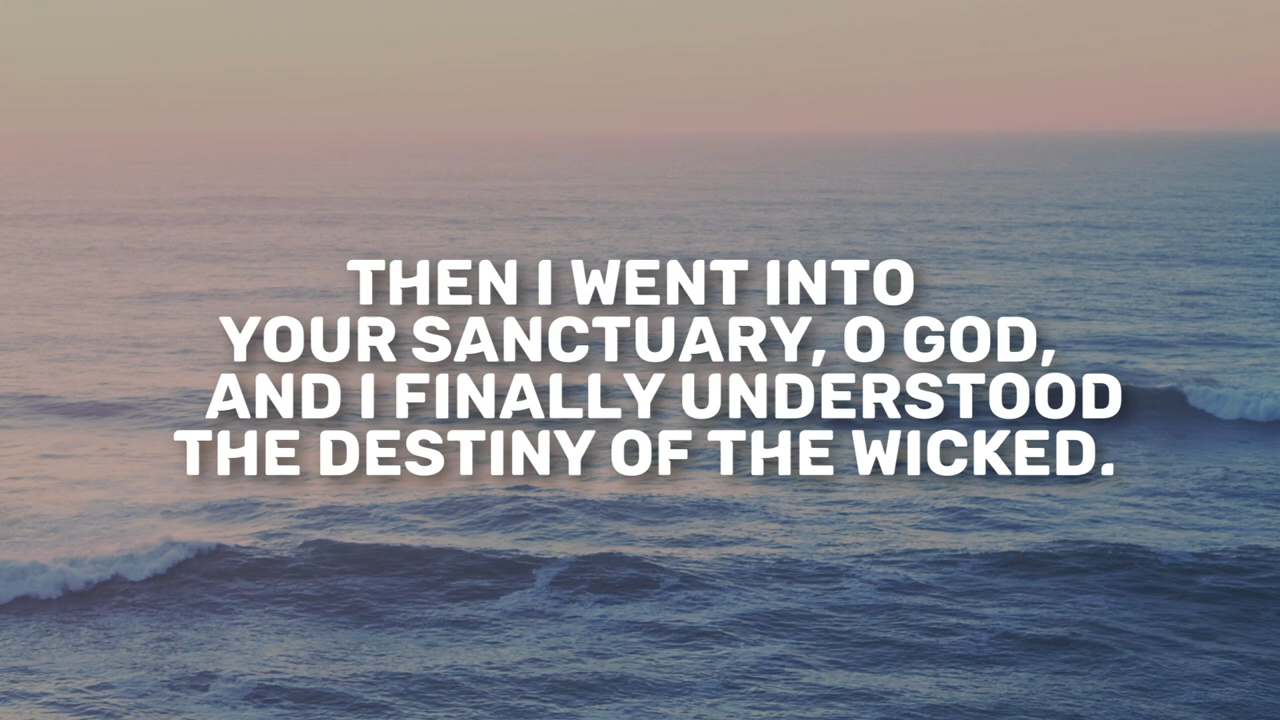 THEN I WENT INTO
YOUR SANCTUARY, O GOD,
AND I FINALLY UNDERSTOOD
THE DESTINY OF THE WICKED.